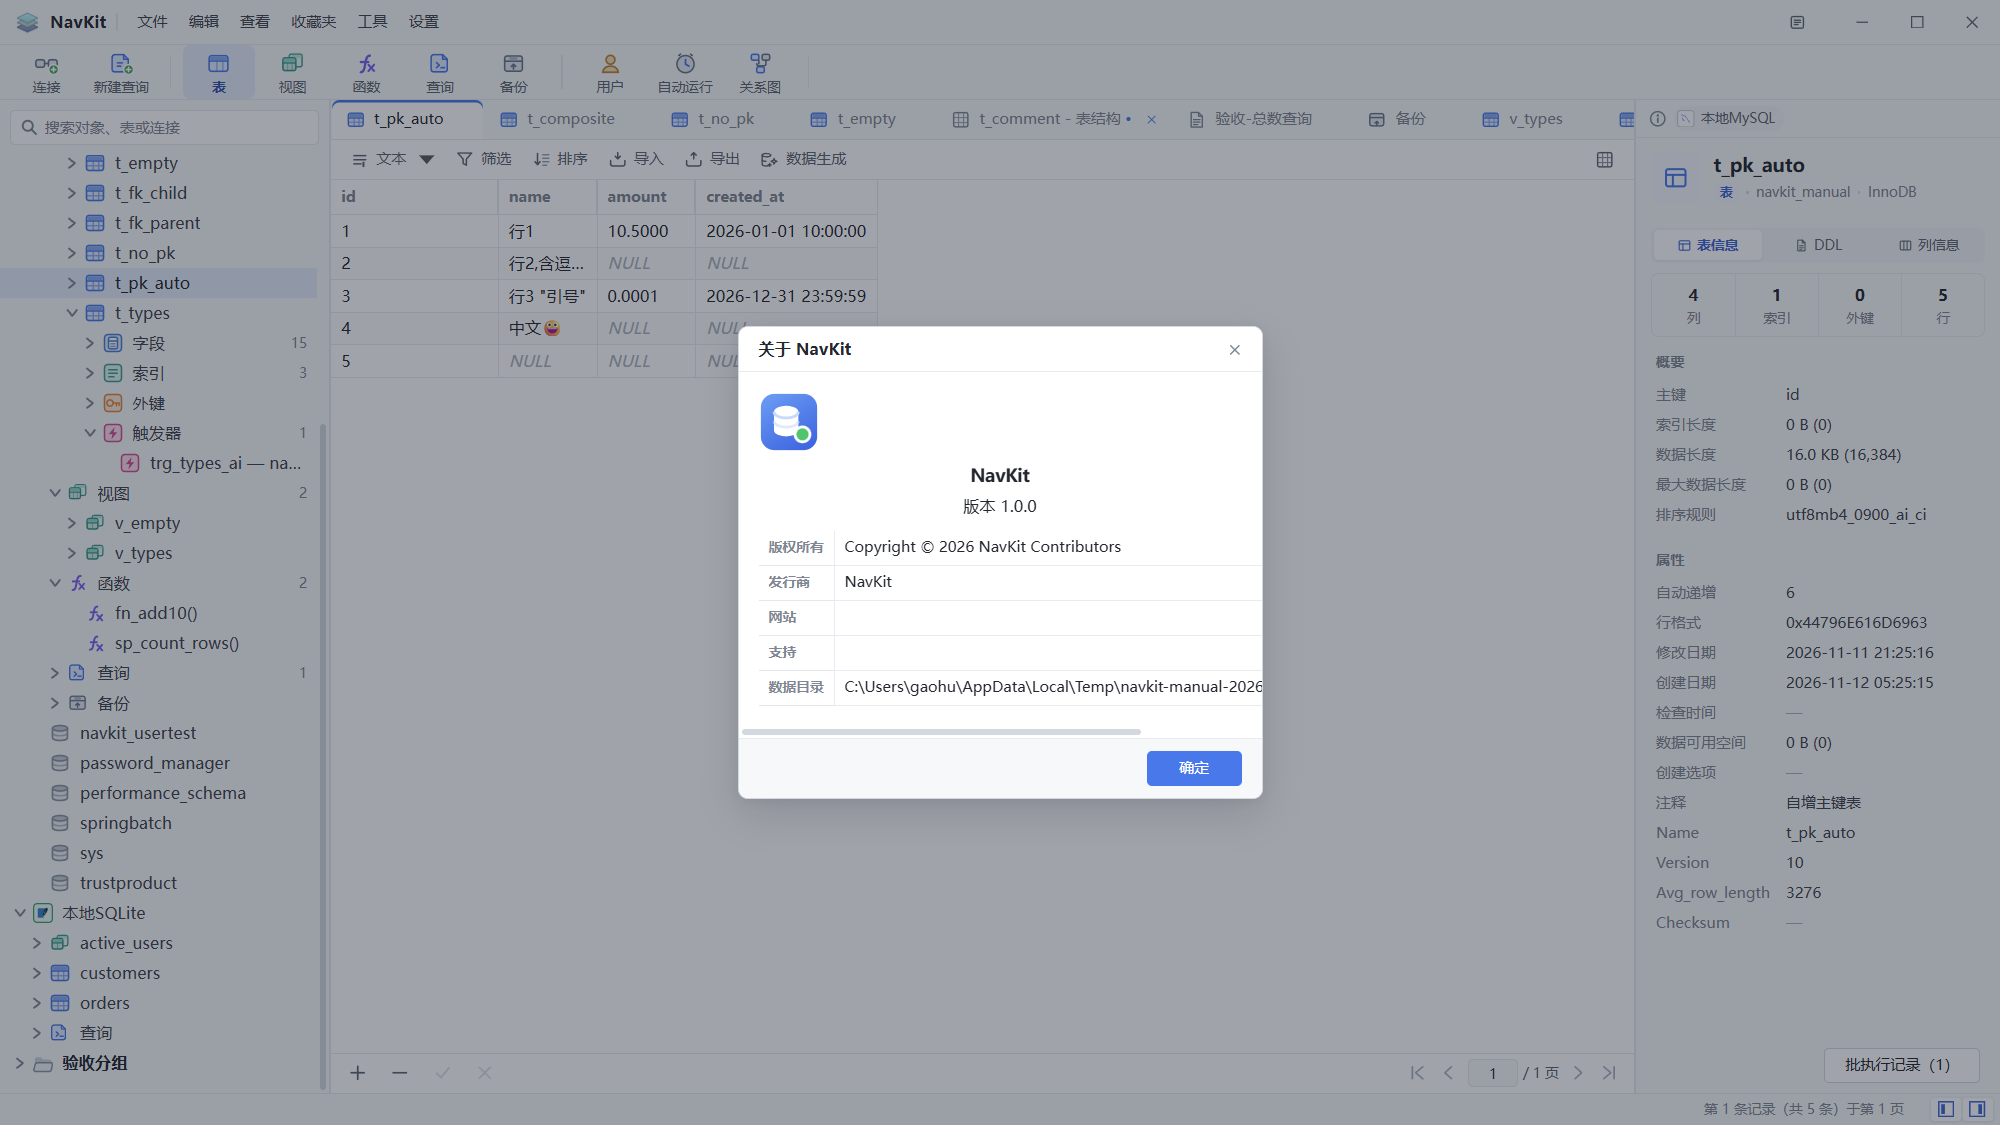 NavKit 文件 编辑 查看 收藏夹 工具 设置
连接 新建查询 表 视图 函数 查询 备份 用户 自动运行 关系图
搜索对象、表或连接
t_empty
t_fk_child
t_fk_parent
t_no_pk
t_pk_auto
t_types
字段 15
索引 3
外键
触发器 1
trg_types_ai — na...
视图 2
v_empty
v_types
函数 2
fn_add10()
sp_count_rows()
查询 1
备份
navkit_usertest
password_manager
performance_schema
springbatch
sys
trustproduct
本地SQLite
active_users
customers
orders
查询
验收分组
t_pk_auto t_composite t_no_pk t_empty t_comment - 表结构 • 验收-总数查询 备份 v_types
文本 筛选 排序 导入 导出 数据生成
id name amount created_at
1 行1 10.5000 2026-01-01 10:00:00
2 行2,含逗... NULL NULL
3 行3 "引号" 0.0001 2026-12-31 23:59:59
4 中文😀 NULL NULL
5 NULL NULL NUL
关于 NavKit
NavKit
版本 1.0.0
版权所有 Copyright © 2026 NavKit Contributors
发行商 NavKit
网站
支持
数据目录 C:\Users\gaohu\AppData\Local\Temp\navkit-manual-2026
确定
1 / 1 页
本地MySQL
t_pk_auto
表 · navkit_manual · InnoDB
表信息 DDL 列信息
4 1 0 5
列 索引 外键 行
概要
主键 id
索引长度 0 B (0)
数据长度 16.0 KB (16,384)
最大数据长度 0 B (0)
排序规则 utf8mb4_0900_ai_ci
属性
自动递增 6
行格式 0x44796E616D6963
修改日期 2026-11-11 21:25:16
创建日期 2026-11-12 05:25:15
检查时间 —
数据可用空间 0 B (0)
创建选项 —
注释 自增主键表
Name t_pk_auto
Version 10
Avg_row_length 3276
Checksum —
批执行记录 (1)
第 1 条记录 (共 5 条) 于第 1 页